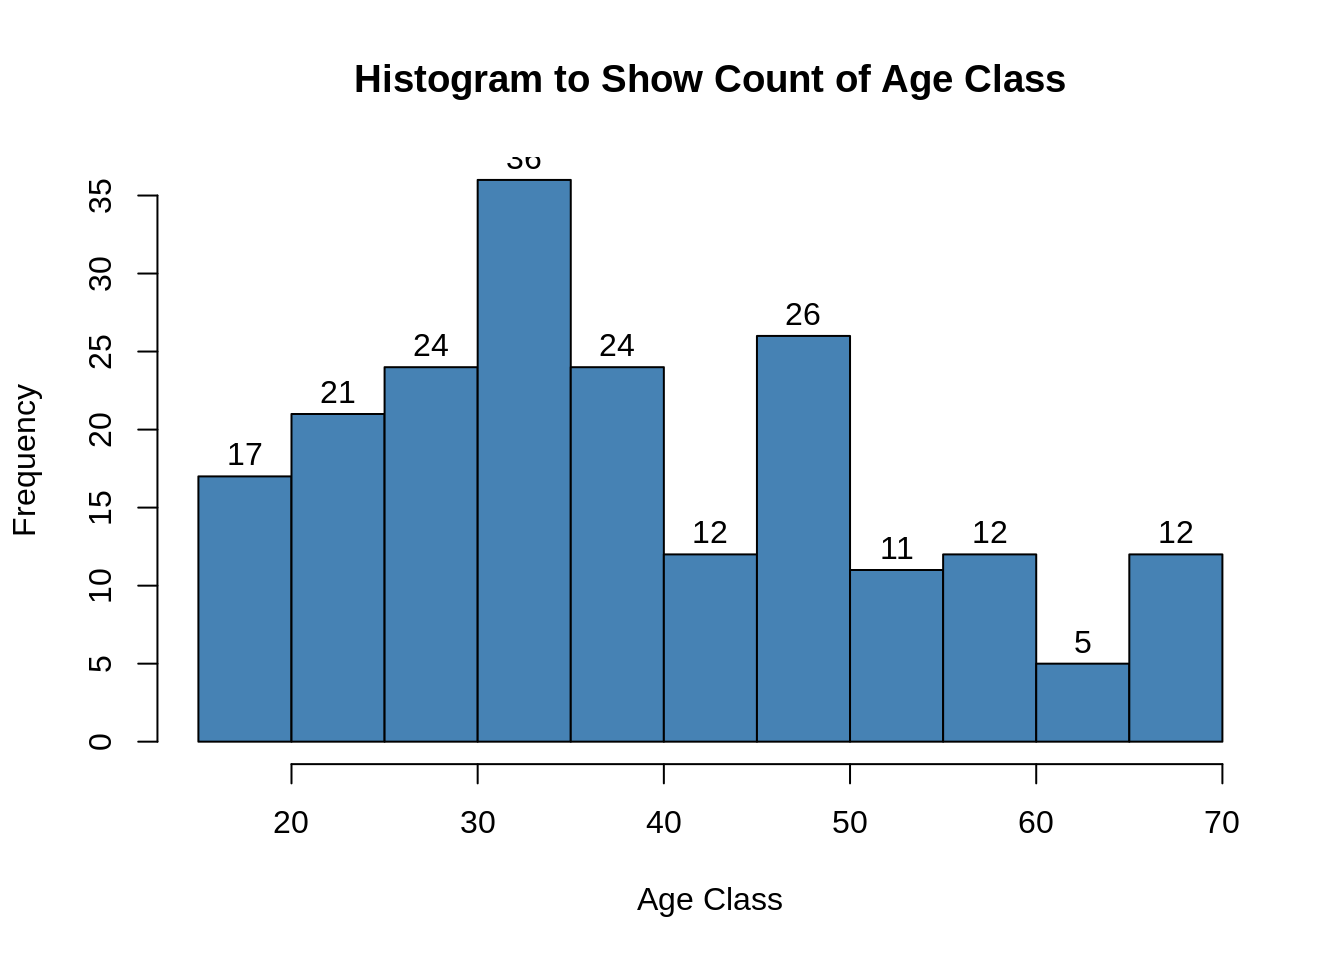 Histogram to Show Count of Age Class
Frequency
0 5 10 15 20 25 30 35
17 21 24 36 24 12 26 11 12 5 12
20 30 40 50 60 70
Age Class